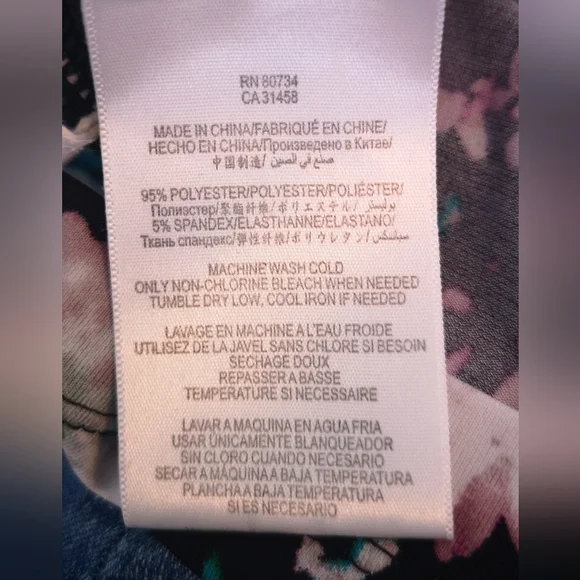 RN 80734
CA 31458
MADE IN CHINA/FABRIQUÉ EN CHINE/
HECHO EN CHINA/Произведено в Китае/
中国制造/ صنع في الصين/
95% POLYESTER/POLYESTER/POLIÉSTER/
Полиэстер/聚酯纤维/ポリエステル/ بوليستر/
5% SPANDEX/ELASTHANNE/ELASTANO/
Ткань спандекс/弹性纤维/ポリウレタン/ سباندكس/
MACHINE WASH COLD
ONLY NON-CHLORINE BLEACH WHEN NEEDED
TUMBLE DRY LOW, COOL IRON IF NEEDED
LAVAGE EN MACHINE A L'EAU FROIDE
UTILISEZ DE LA JAVEL SANS CHLORE SI BESOIN
SECHAGE DOUX
REPASSER A BASSE
TEMPERATURE SI NECESSAIRE
LAVAR A MAQUINA EN AGUA FRIA
USAR ÚNICAMENTE BLANQUEADOR
SIN CLORO CUANDO NECESARIO
SECAR A MÁQUINA A BAJA TEMPERATURA
PLANCHA A BAJA TEMPERATURA
SI ES NECESARIO